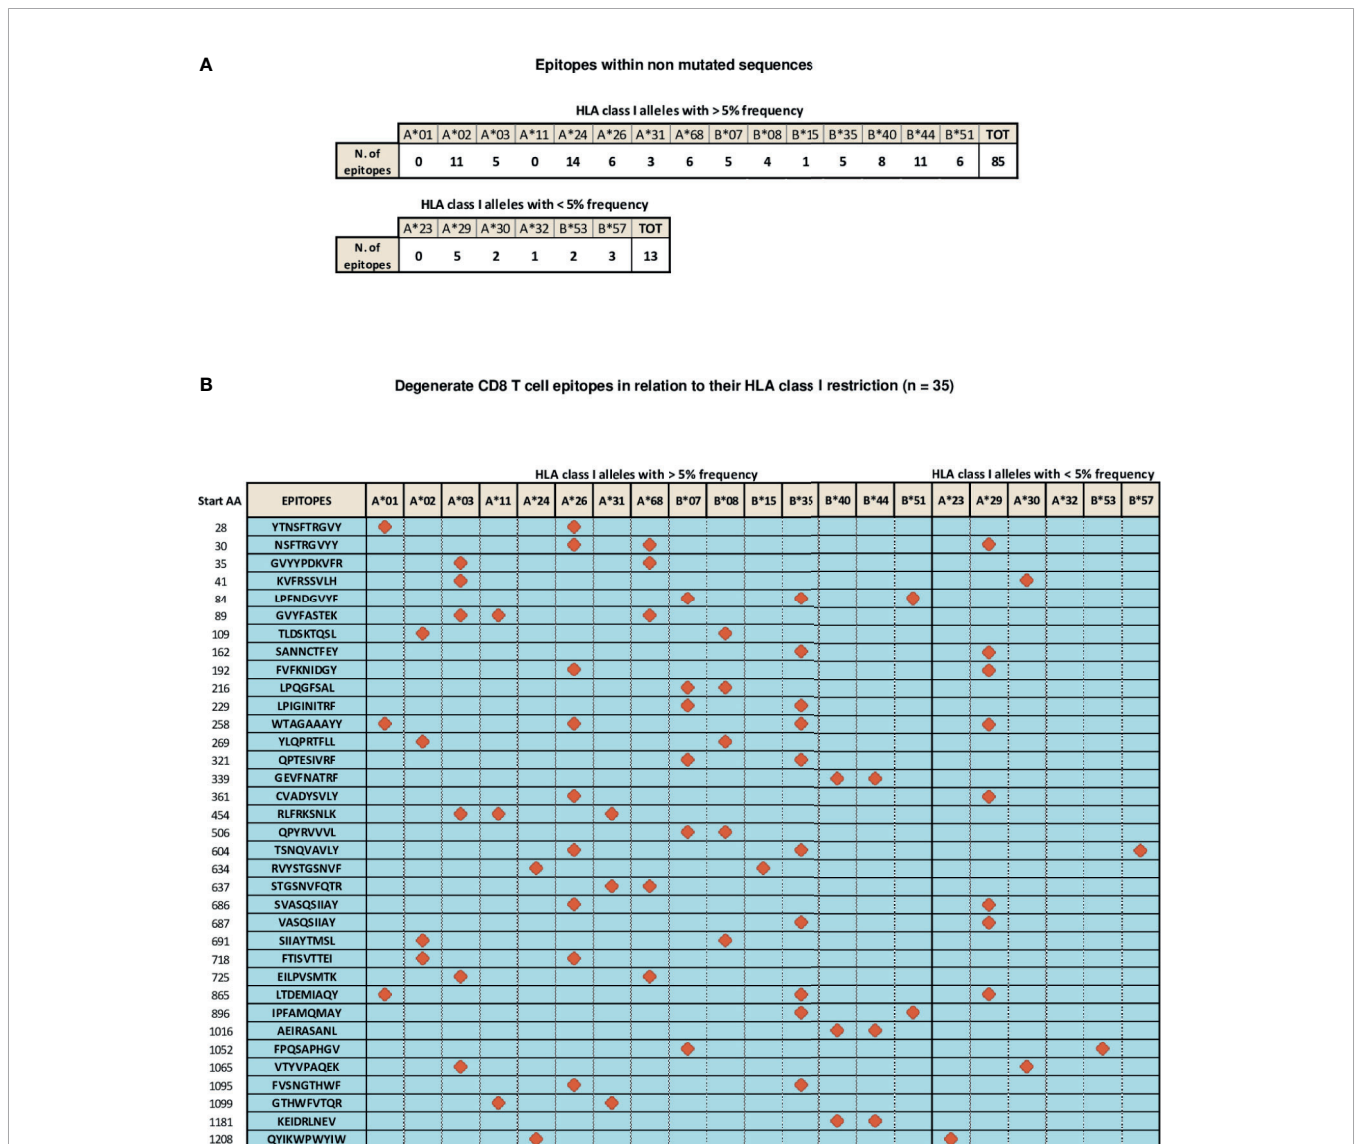 A
Epitopes within non mutated sequences
HLA class I alleles with > 5% frequency
A*01 A*02 A*03 A*11 A*24 A*26 A*31 A*68 B*07 B*08 B*15 B*35 B*40 B*44 B*51 TOT
N. of epitopes 0 11 5 0 14 6 3 6 5 4 1 5 8 11 6 85
HLA class I alleles with < 5% frequency
A*23 A*29 A*30 A*32 B*53 B*57 TOT
N. of epitopes 0 5 2 1 2 3 13
B
Degenerate CD8 T cell epitopes in relation to their HLA class I restriction (n = 35)
HLA class I alleles with > 5% frequency HLA class I alleles with < 5% frequency
Start AA EPITOPES A*01 A*02 A*03 A*11 A*24 A*26 A*31 A*68 B*07 B*08 B*15 B*35 B*40 B*44 B*51 A*23 A*29 A*30 A*32 B*53 B*57
28 YTNSFTRGVY
30 NSFTRGVYY
35 GVYYPDKVFR
41 KVFRSSVLH
84 LPFNDGVYF
89 GVYFASTEK
109 TLDSKTQSL
162 SANNCTFEY
192 FVFKNIDGY
216 LPQGFSAL
229 LPIGINITRF
258 WTAGAAAYY
269 YLQPRTFLL
321 QPTESIVRF
339 GEVFNATRF
361 CVADYSVLY
454 RLFRKSNLK
506 QPYRVVVL
604 TSNQVAVLY
634 RVYSTGSNVF
637 STGSNVFQTR
686 SVASQSIIAY
687 VASQSIIAY
691 SIIAYTMSL
718 FTISVTTEI
725 EILPVSMTK
865 LTDEMIAQY
896 IPFAMQMAY
1016 AEIRASANL
1052 FPQSAPHGV
1065 VTYVPAQEK
1095 FVSNGTHWF
1099 GTHWFVTQR
1181 KEIDRLNEV
1208 QYIKWPWYIW